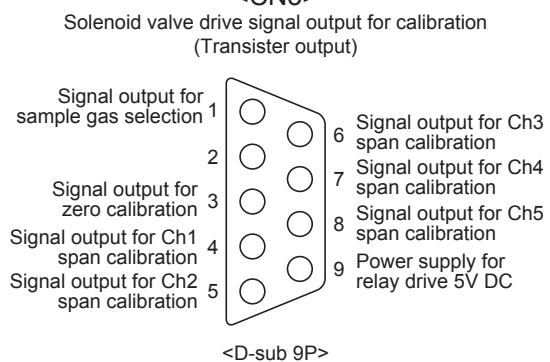 Solenoid valve drive signal output for calibration
(Transister output)
Signal output for
sample gas selection 1
2
Signal output for
zero calibration 3
Signal output for Ch1
span calibration 4
Signal output for Ch2
span calibration 5
6 Signal output for Ch3
span calibration
7 Signal output for Ch4
span calibration
8 Signal output for Ch5
span calibration
9 Power supply for
relay drive 5V DC
<D-sub 9P>